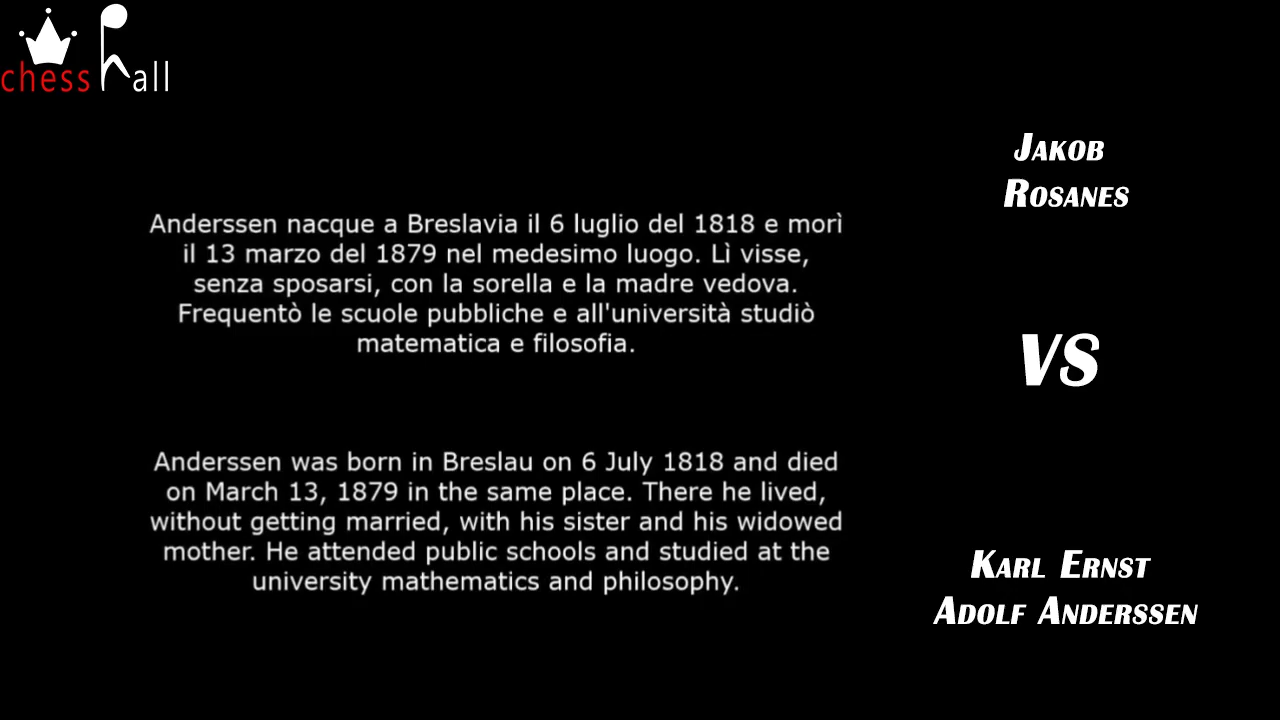 chess hall
Anderssen nacque a Breslavia il 6 luglio del 1818 e morì
il 13 marzo del 1879 nel medesimo luogo. Lì visse,
senza sposarsi, con la sorella e la madre vedova.
Frequentò le scuole pubbliche e all'università studiò
matematica e filosofia.
Anderssen was born in Breslau on 6 July 1818 and died
on March 13, 1879 in the same place. There he lived,
without getting married, with his sister and his widowed
mother. He attended public schools and studied at the
university mathematics and philosophy.
Jakob
Rosanes
VS
Karl Ernst
Adolf Anderssen